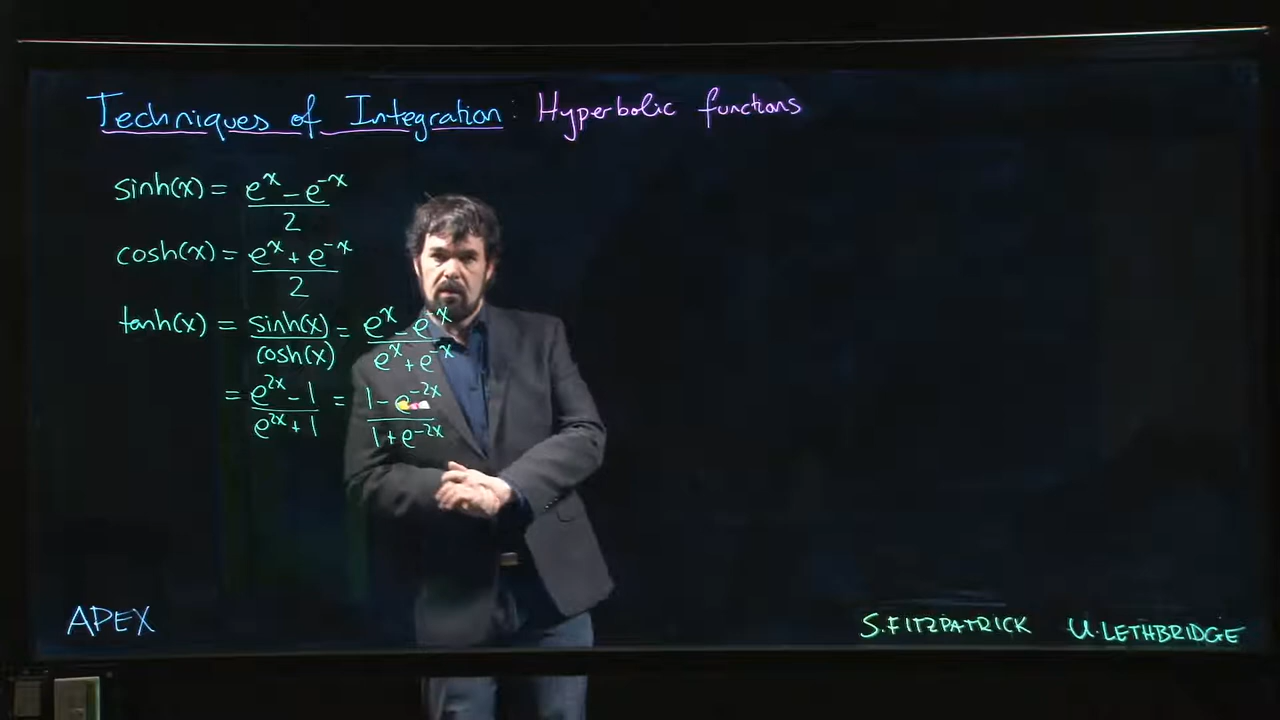 Techniques of Integration: Hyperbolic functions
sinh(x) = (e^x - e^-x)/2
cosh(x) = (e^x + e^-x)/2
tanh(x) = sinh(x)/cosh(x) = (e^x - e^-x)/(e^x + e^-x)
= (e^2x - 1)/(e^2x + 1) = (1 - e^-2x)/(1 + e^-2x)
APEX
S. FITZPATRICK U. LETHBRIDGE